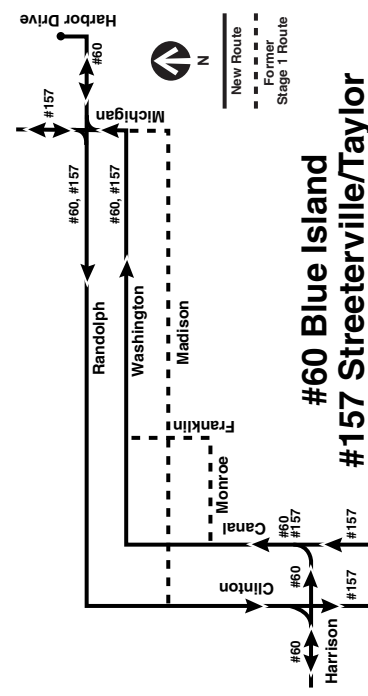 Harbor Drive
#60
#157
Michigan
#60, #157
#60, #157
Randolph
Washington
Madison
Franklin
Monroe
Canal
Clinton
#60
#157
#60
#157
#157
#60
Harrison
N
New Route
Former
Stage 1 Route
#60 Blue Island
#157 Streeterville/Taylor